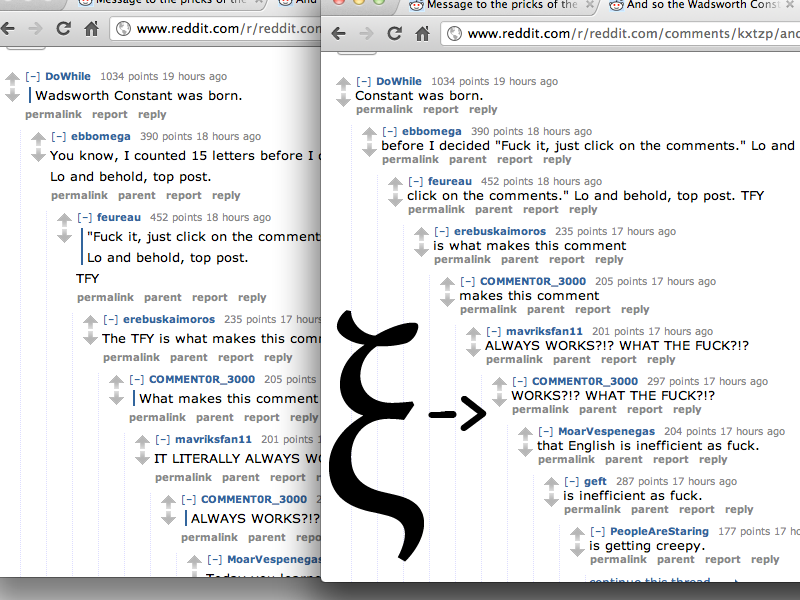 Message to the pricks of the
And
www.reddit.com/r/reddit.com
[–] DoWhile 1034 points 19 hours ago
Wadsworth Constant was born.
permalink report reply
[–] ebbomega 390 points 18 hours ago
You know, I counted 15 letters before I
Lo and behold, top post.
permalink parent report reply
[–] feureau 452 points 18 hours ago
"Fuck it, just click on the comment
Lo and behold, top post.
TFY
permalink parent report reply
[–] erebuskaimoros 235 points 17 hours
The TFY is what makes this com
permalink parent report reply
[–] COMMENT0R_3000 205 points
What makes this comment
permalink parent report reply
[–] mavriksfan11 201 points 1
IT LITERALLY ALWAYS WO
permalink parent report
[–] COMMENT0R_3000
ALWAYS WORKS?!?
permalink parent repo
[–] MoarVespenegas
Today you learne
Message to the pricks of the
And so the Wadsworth Const
www.reddit.com/r/reddit.com/comments/kxtzp/and
[–] DoWhile 1034 points 19 hours ago
Constant was born.
permalink report reply
[–] ebbomega 390 points 18 hours ago
before I decided "Fuck it, just click on the comments." Lo and
permalink parent report reply
[–] feureau 452 points 18 hours ago
click on the comments." Lo and behold, top post. TFY
permalink parent report reply
[–] erebuskaimoros 235 points 17 hours ago
is what makes this comment
permalink parent report reply
[–] COMMENT0R_3000 205 points 17 hours ago
makes this comment
permalink parent report reply
[–] mavriksfan11 201 points 17 hours ago
ALWAYS WORKS?!? WHAT THE FUCK?!?
permalink parent report reply
[–] COMMENT0R_3000 297 points 17 hours ago
WORKS?!? WHAT THE FUCK?!?
permalink parent report reply
[–] MoarVespenegas 204 points 17 hours ago
that English is inefficient as fuck.
permalink parent report reply
[–] geft 287 points 17 hours ago
is inefficient as fuck.
permalink parent report reply
[–] PeopleAreStaring 177 points 17 ho
is getting creepy.
permalink parent report reply
continue this thread
ξ ->